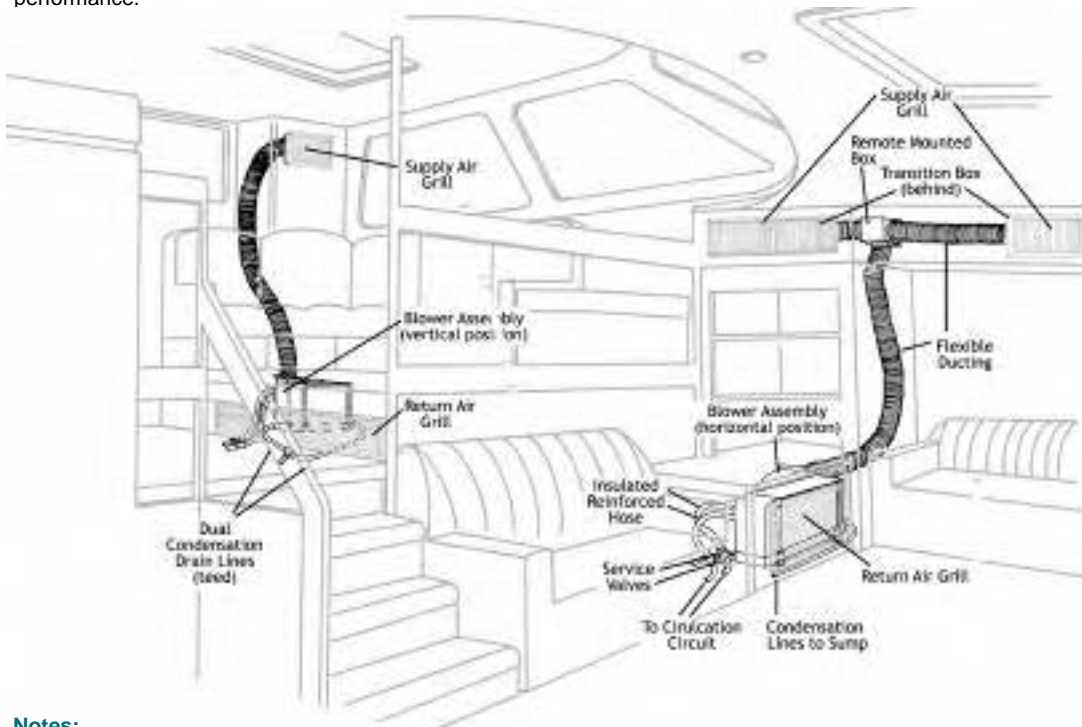 performance.
Supply Air
Grill
Supply Air
Grill
Remote Mounted
Box
Transition Box
(behind)
Blower Assembly
(vertical position)
Return Air
Grill
Flexible
Ducting
Blower Assembly
(horizontal position)
Insulated
Reinforced
Hose
Dual
Condensation
Drain Lines
(teed)
Service
Valves
Return Air Grill
To Cirulcation
Circuit
Condensation
Lines to Sump
Notes: